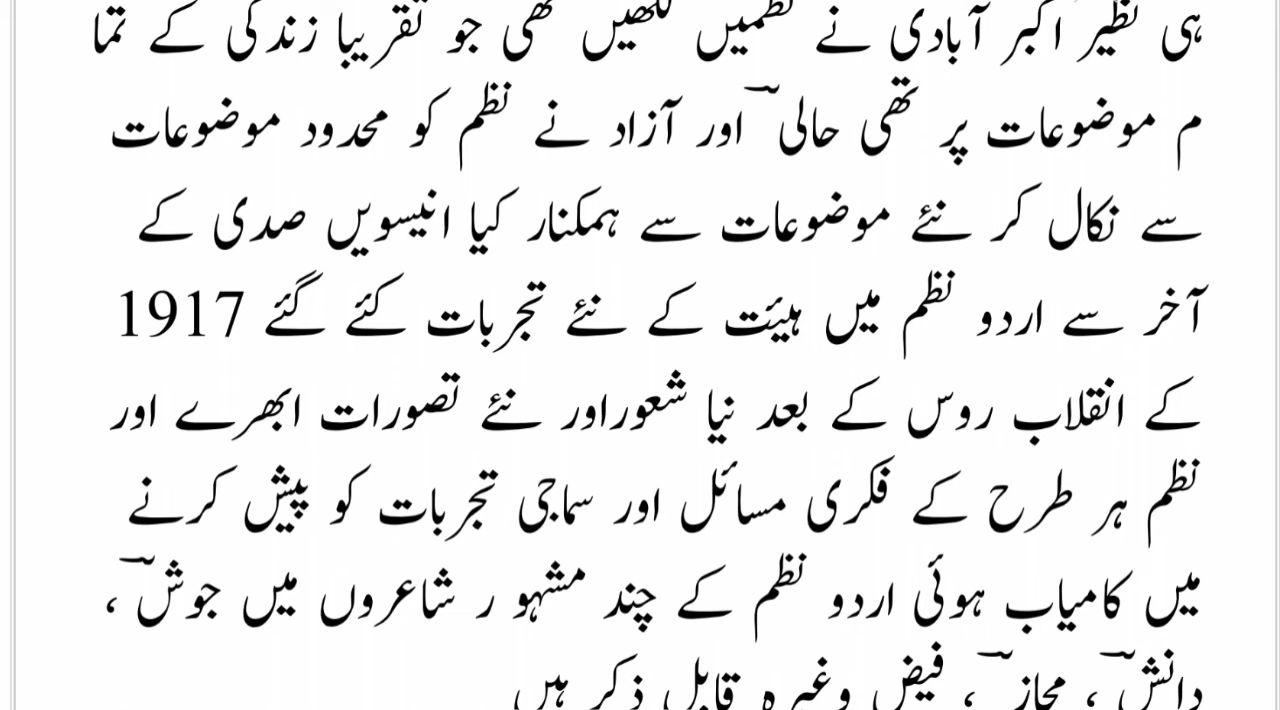 ہی نظیر اکبر آبادی نے نظمیں لکھیں تھی جو تقریبا زندگی کے تما
م موضوعات پر تھی حالی ؔ اور آزاد نے نظم کو محدود موضوعات
سے نکال کر نئے موضوعات سے ہمکنار کیا انیسویں صدی کے
آخر سے اردو نظم میں ہیئت کے نئے تجربات کئے گئے 1917
کے انقلاب روس کے بعد نیا شعوراور نئے تصورات ابھرے اور
نظم ہر طرح کے فکری مسائل اور سماجی تجربات کو پیش کرنے
میں کامیاب ہوئی اردو نظم کے چند مشہو ر شاعروں میں جوشؔ ،
دانشؔ ، مجاز ؔ ، فیض وغیرہ قابل ذکر ہیں